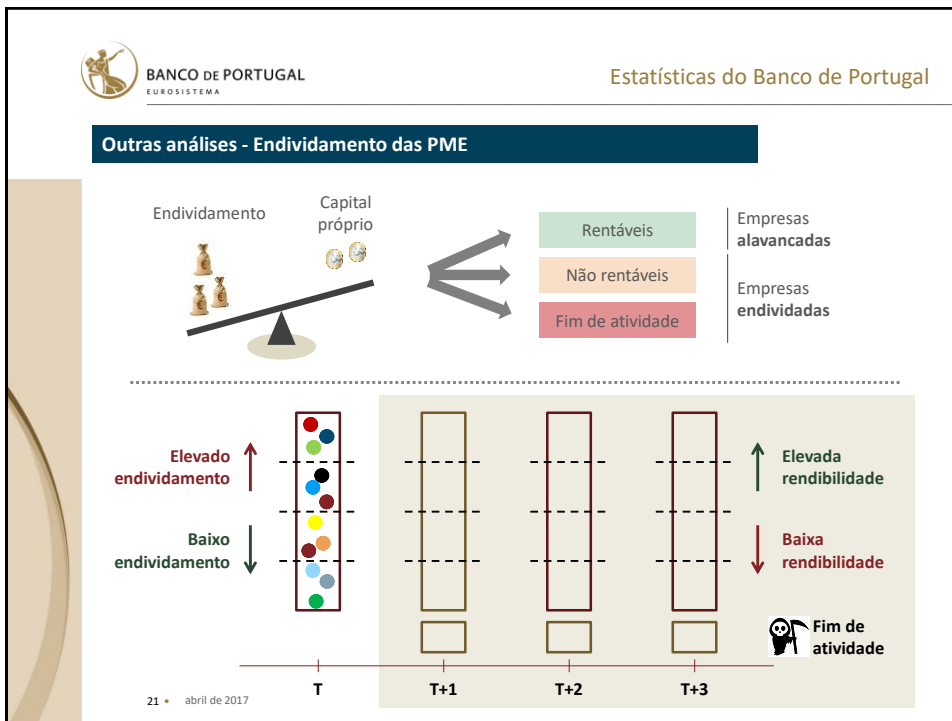 BANCO DE PORTUGAL
EUROSISTEMA
Estatísticas do Banco de Portugal
Outras análises - Endividamento das PME
Endividamento
Capital
próprio
Rentáveis
Não rentáveis
Fim de atividade
Empresas
alavancadas
Empresas
endividadas
Elevado
endividamento
Baixo
endividamento
Elevada
rendibilidade
Baixa
rendibilidade
Fim de
atividade
T
T+1
T+2
T+3
21 • abril de 2017